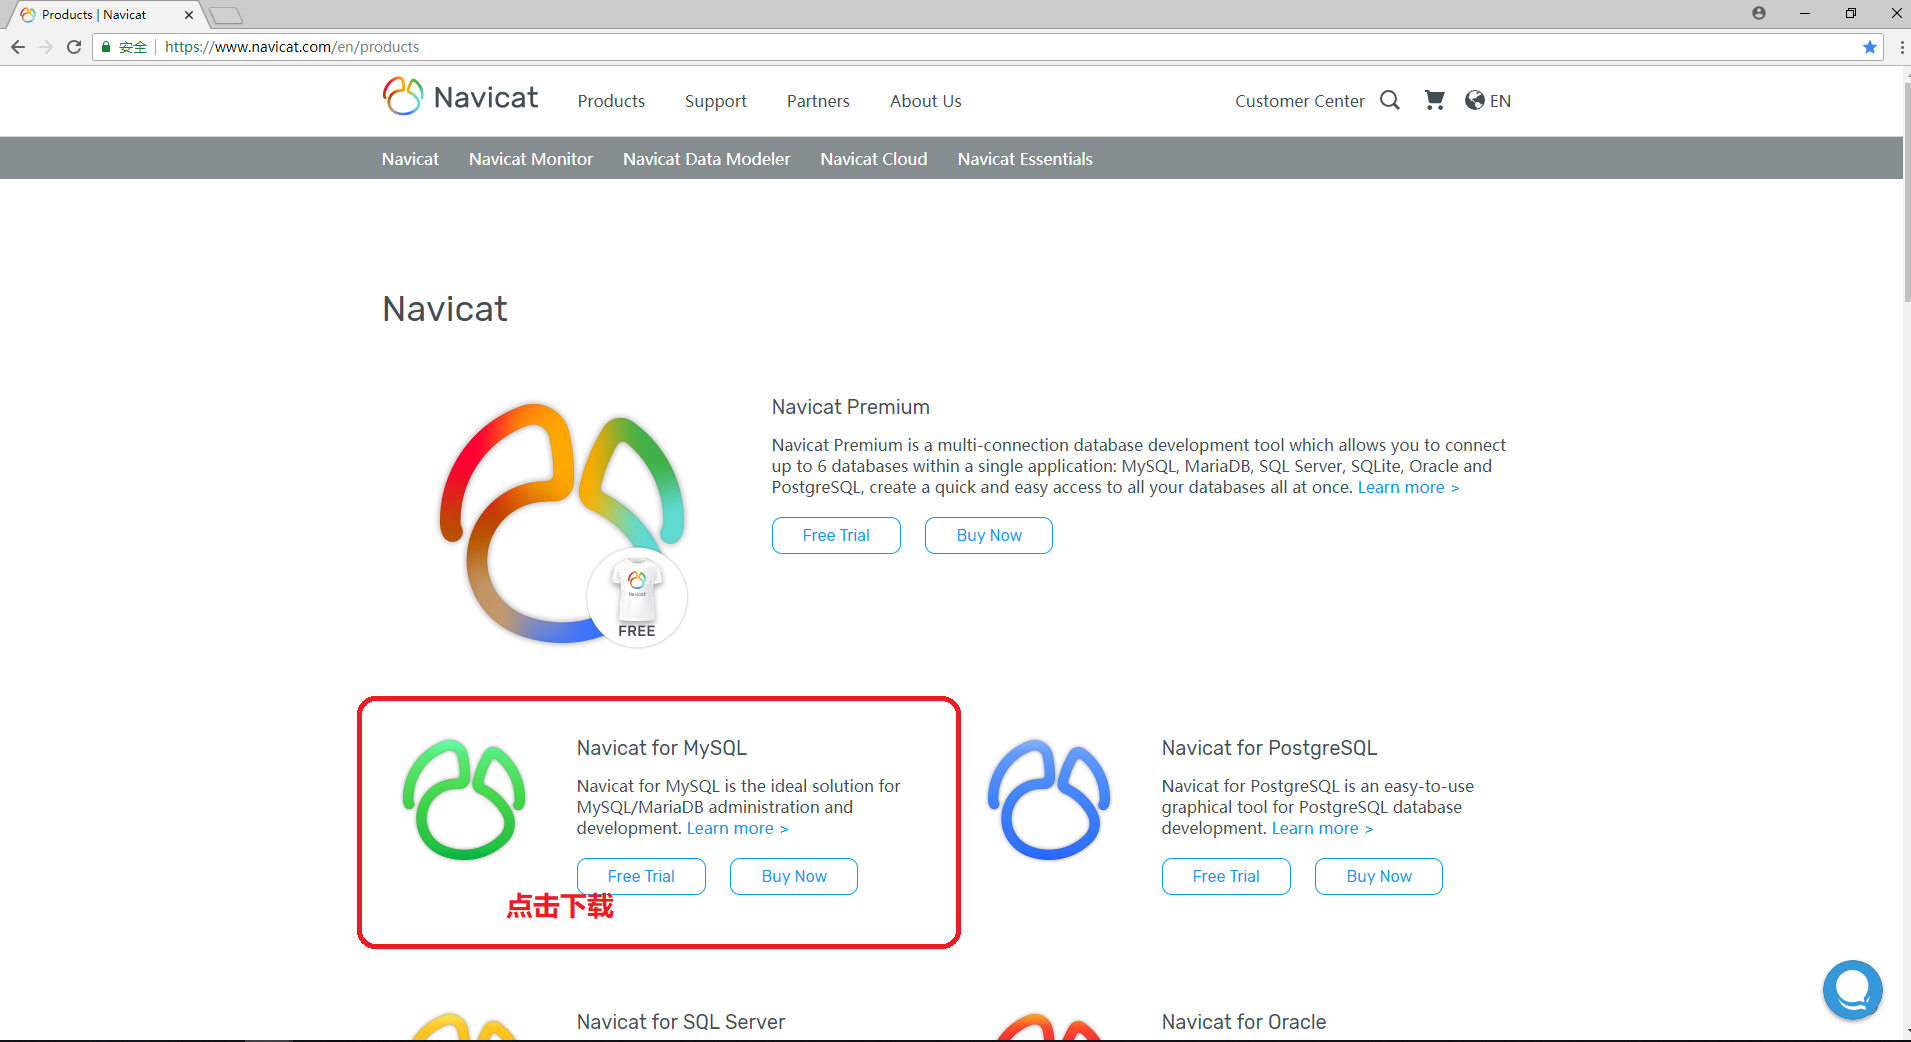 Products | Navicat
安全 https://www.navicat.com/en/products
Navicat Products Support Partners About Us Customer Center EN
Navicat Navicat Monitor Navicat Data Modeler Navicat Cloud Navicat Essentials
Navicat
Navicat Premium
Navicat Premium is a multi-connection database development tool which allows you to connect
up to 6 databases within a single application: MySQL, MariaDB, SQL Server, SQLite, Oracle and
PostgreSQL, create a quick and easy access to all your databases all at once. Learn more >
Free Trial Buy Now
Navicat
FREE
Navicat for MySQL
Navicat for MySQL is the ideal solution for
MySQL/MariaDB administration and
development. Learn more >
Free Trial Buy Now
点击下载
Navicat for PostgreSQL
Navicat for PostgreSQL is an easy-to-use
graphical tool for PostgreSQL database
development. Learn more >
Free Trial Buy Now
Navicat for SQL Server
Navicat for Oracle